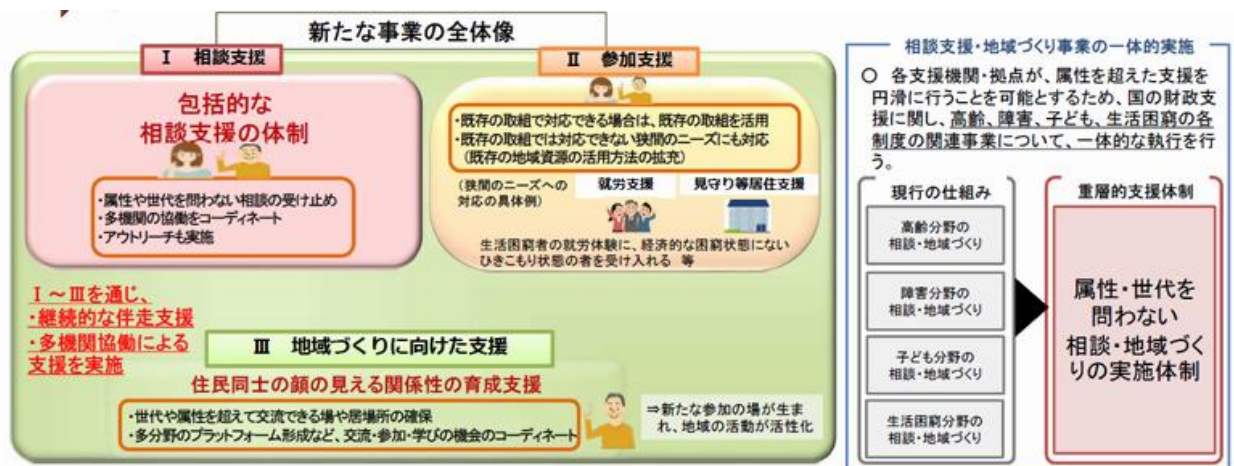 新たな事業の全体像
Ⅰ 相談支援
包括的な
相談支援の体制
・属性や世代を問わない相談の受け止め
・多機関の協働をコーディネート
・アウトリーチも実施
Ⅱ 参加支援
・既存の取組で対応できる場合は、既存の取組を活用
・既存の取組では対応できない狭間のニーズにも対応
(既存の地域資源の活用方法の拡充)
(狭間のニーズへの
対応の具体例)
就労支援
見守り等居住支援
生活困窮者の就労体験に、経済的な困窮状態にない
ひきこもり状態の者を受け入れる 等
Ⅰ～Ⅲを通じ、
・継続的な伴走支援
・多機関協働による
支援を実施
Ⅲ 地域づくりに向けた支援
住民同士の顔の見える関係性の育成支援
・世代や属性を超えて交流できる場や居場所の確保
・多分野のプラットフォーム形成など、交流・参加・学びの機会のコーディネート
⇒新たな参加の場が生ま
れ、地域の活動が活性化
相談支援・地域づくり事業の一体的実施
○ 各支援機関・拠点が、属性を超えた支援を
円滑に行うことを可能とするため、国の財政支
援に関し、高齢、障害、子ども、生活困窮の各
制度の関連事業について、一体的な執行を行
う。
現行の仕組み
高齢分野の
相談・地域づくり
障害分野の
相談・地域づくり
子ども分野の
相談・地域づくり
生活困窮分野の
相談・地域づくり
重層的支援体制
属性・世代を
問わない
相談・地域づく
りの実施体制